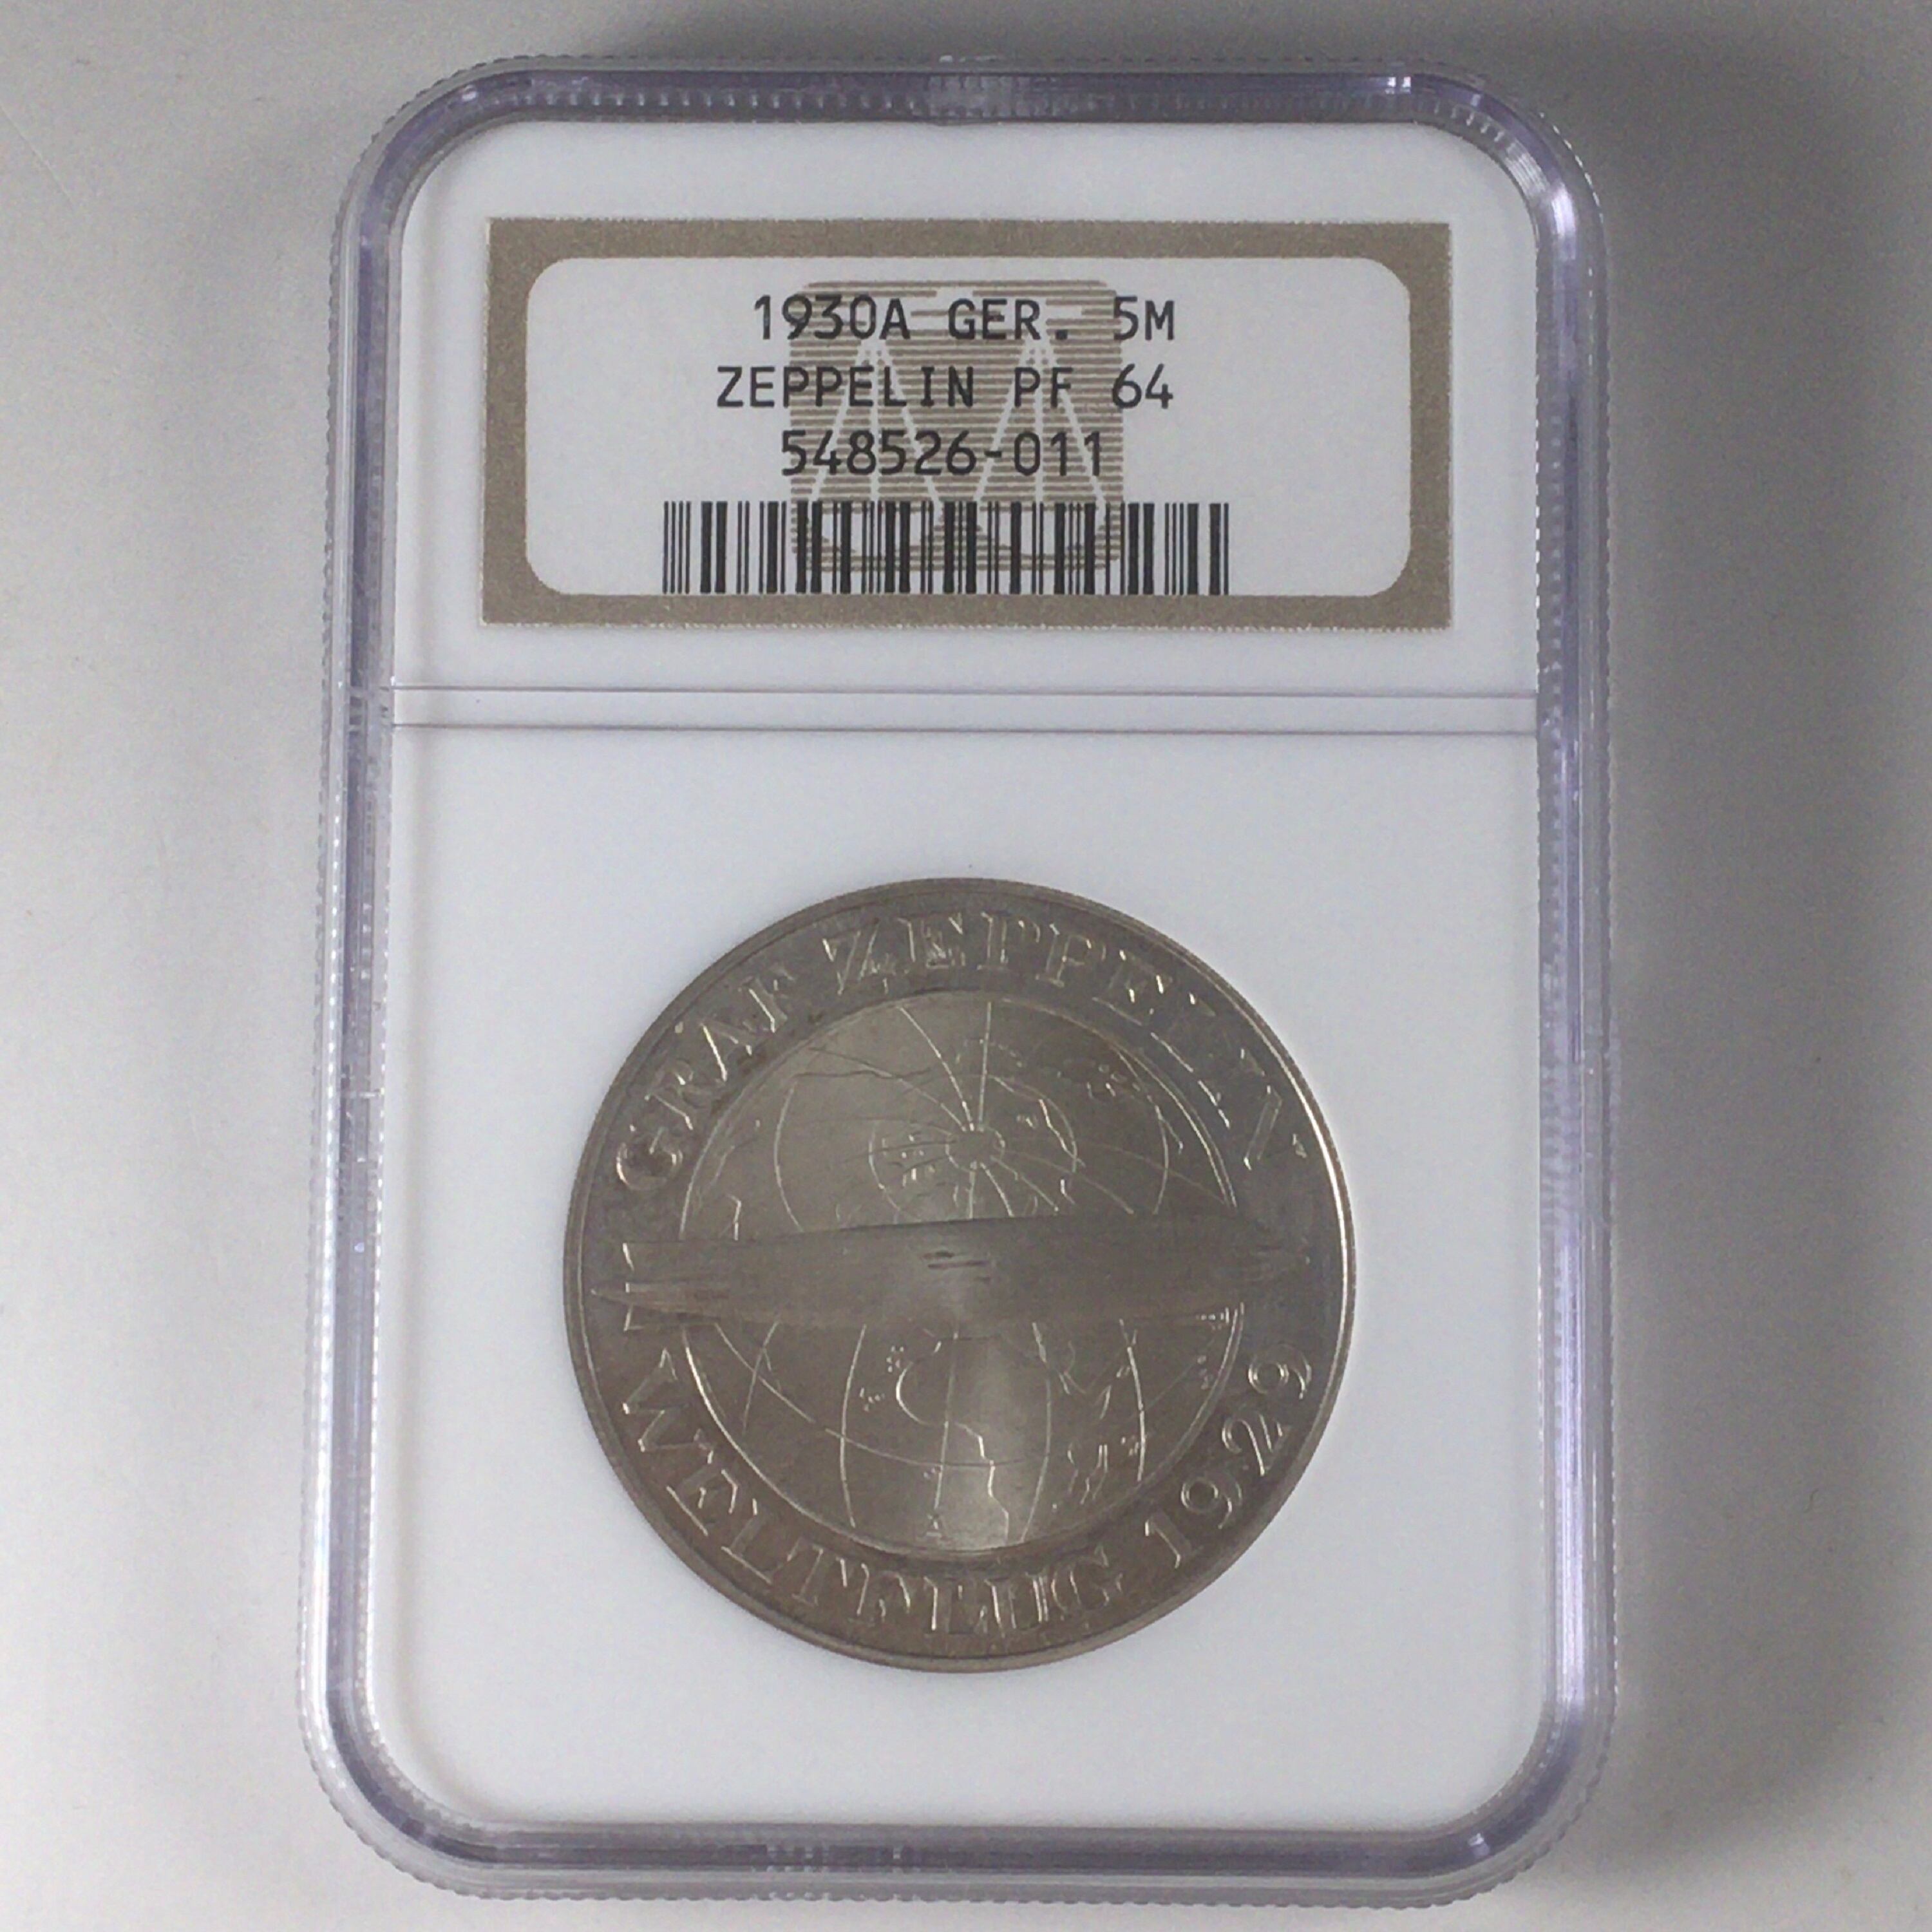 1930A GER. 5M
ZEPPELIN PF 64
548526-011
GRAF ZEPPELIN
WELTFLUG 1929
A